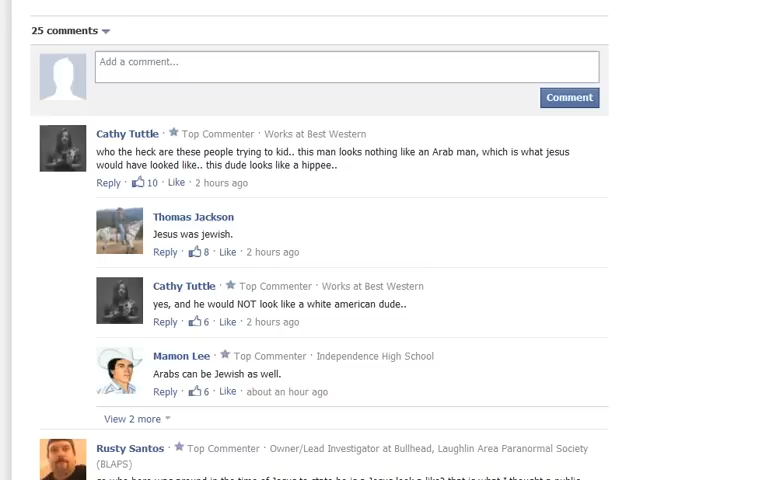 25 comments
Add a comment...
Comment
Cathy Tuttle · Top Commenter · Works at Best Western
who the heck are these people trying to kid.. this man looks nothing like an Arab man, which is what jesus
would have looked like.. this dude looks like a hippee..
Reply · 10 · Like · 2 hours ago
Thomas Jackson
Jesus was jewish.
Reply · 8 · Like · 2 hours ago
Cathy Tuttle · Top Commenter · Works at Best Western
yes, and he would NOT look like a white american dude..
Reply · 6 · Like · 2 hours ago
Mamon Lee · Top Commenter · Independence High School
Arabs can be Jewish as well.
Reply · 6 · Like · about an hour ago
View 2 more
Rusty Santos · Top Commenter · Owner/Lead Investigator at Bullhead, Laughlin Area Paranormal Society
(BLAPS)